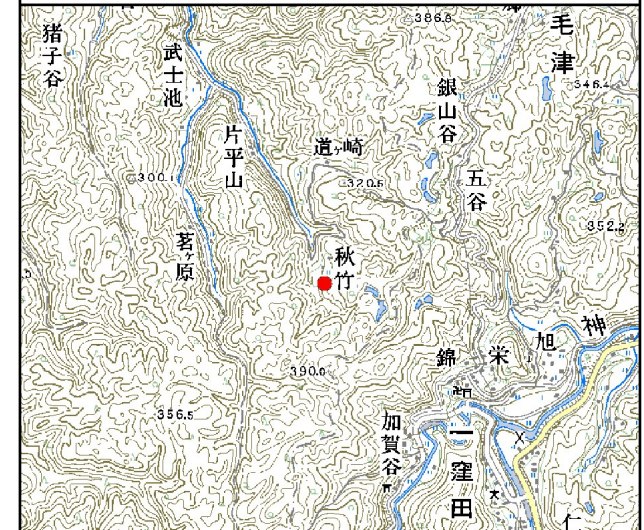 猪子谷
武士池
片平山
茗ヶ原
道ヶ崎
秋竹
銀山谷
五谷
毛津
386.8
346.4
300.1
320.5
352.2
390.0
356.5
錦
栄
旭
神
加賀谷
一窪田